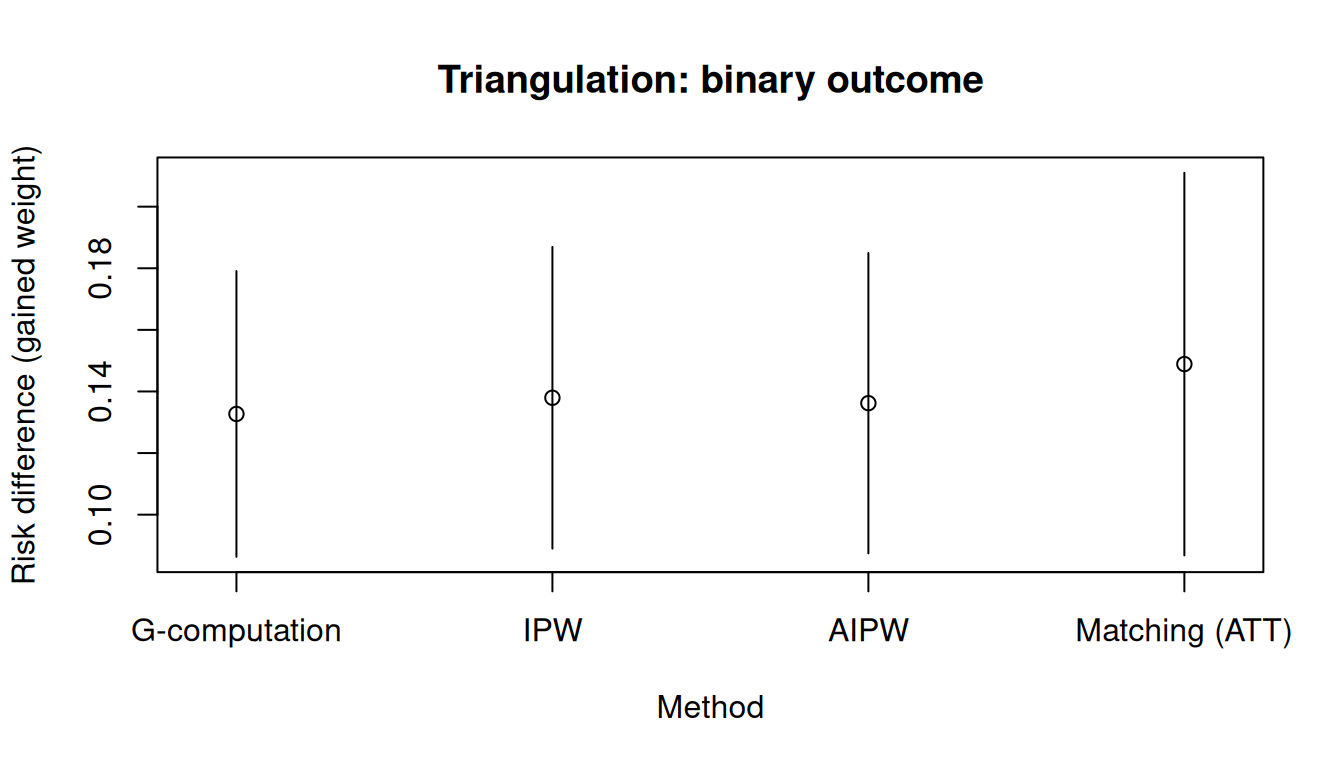 Triangulation: binary outcome
Risk difference (gained weight)
0.18
0.14
0.10
G-computation IPW AIPW Matching (ATT)
Method